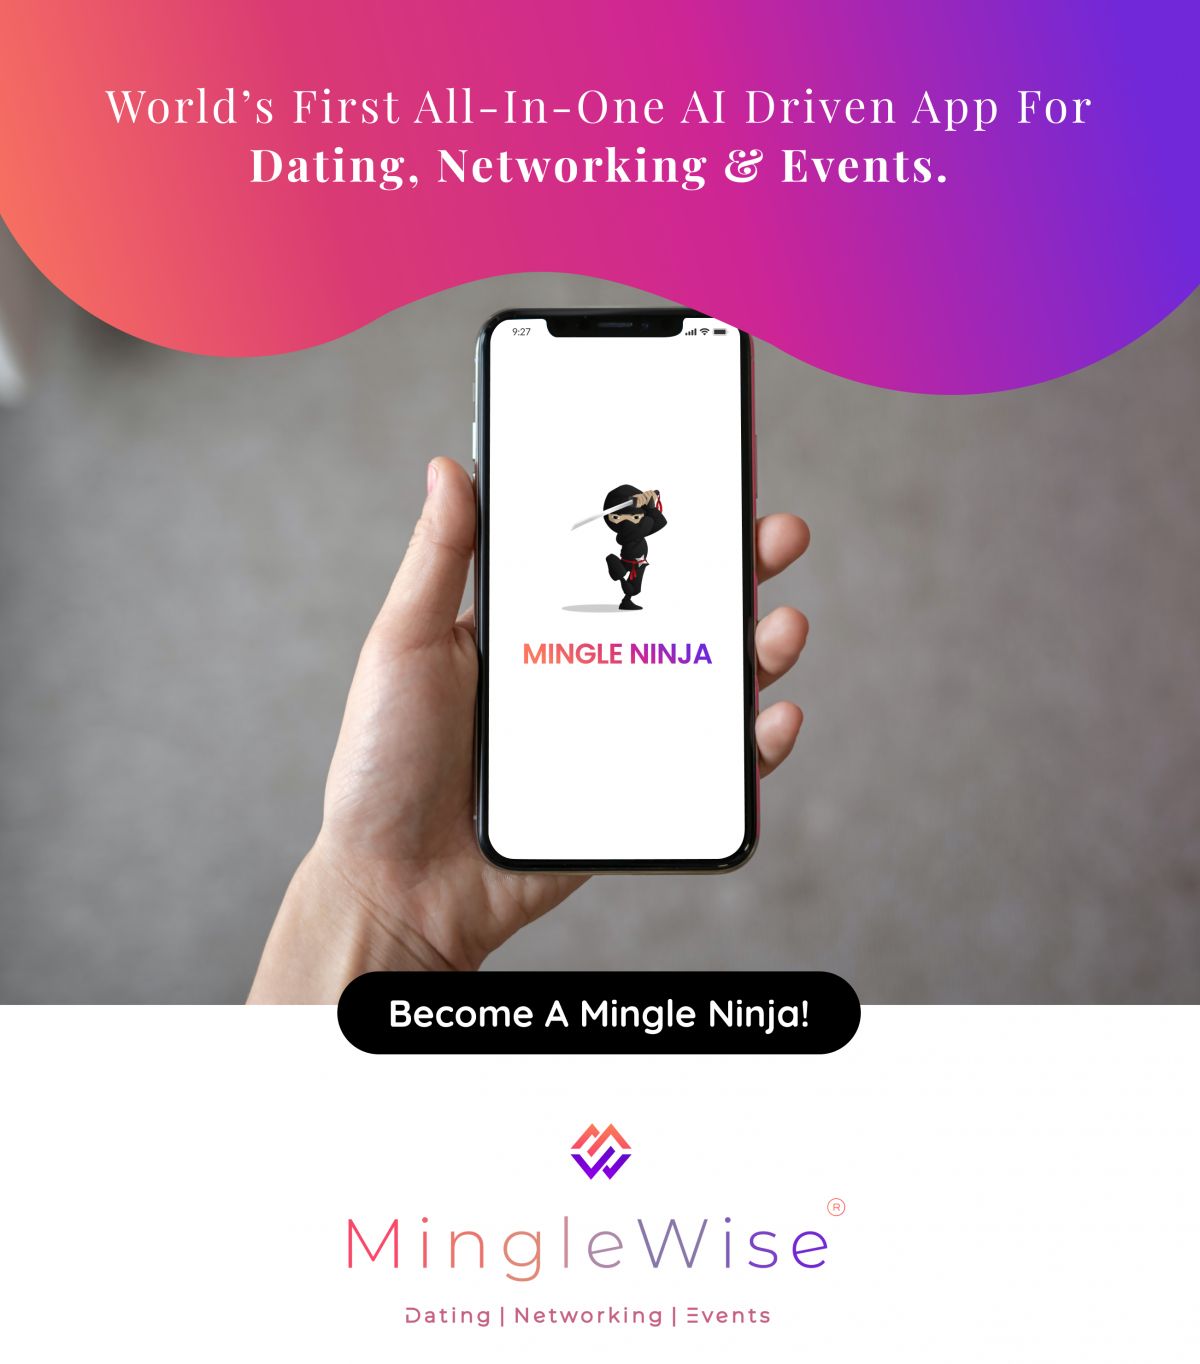 World’s First All-In-One AI Driven App For
Dating, Networking & Events.
9:27
MINGLE NINJA
Become A Mingle Ninja!
MingleWise®
Dating | Networking | Events